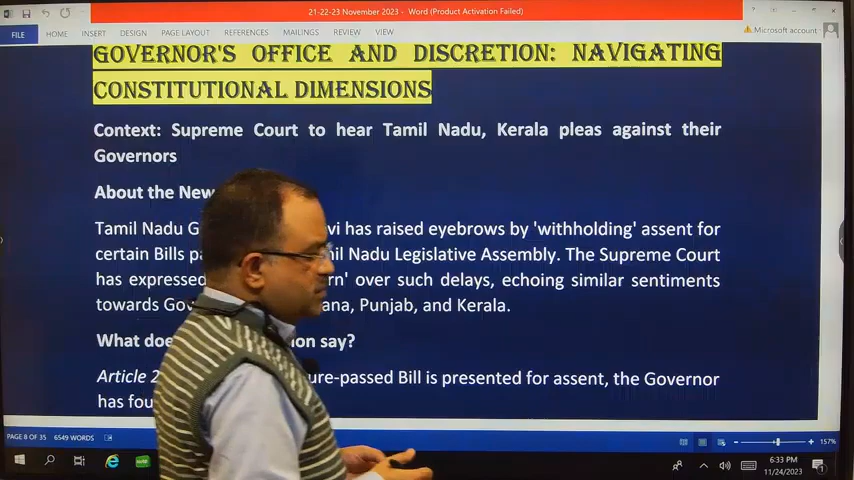 21-22-23 November 2023 - Word (Product Activation Failed)
FILE HOME INSERT DESIGN PAGE LAYOUT REFERENCES MAILINGS REVIEW VIEW
Microsoft account
GOVERNOR'S OFFICE AND DISCRETION: NAVIGATING
CONSTITUTIONAL DIMENSIONS
Context: Supreme Court to hear Tamil Nadu, Kerala pleas against their
Governors
About the New
Tamil Nadu G vi has raised eyebrows by 'withholding' assent for
certain Bills pa il Nadu Legislative Assembly. The Supreme Court
has expressed rn' over such delays, echoing similar sentiments
towards Gov ana, Punjab, and Kerala.
What doe ion say?
Article 2 ure-passed Bill is presented for assent, the Governor
has fou
PAGE 8 OF 35 6549 WORDS 157%
6:33 PM
11/24/2023